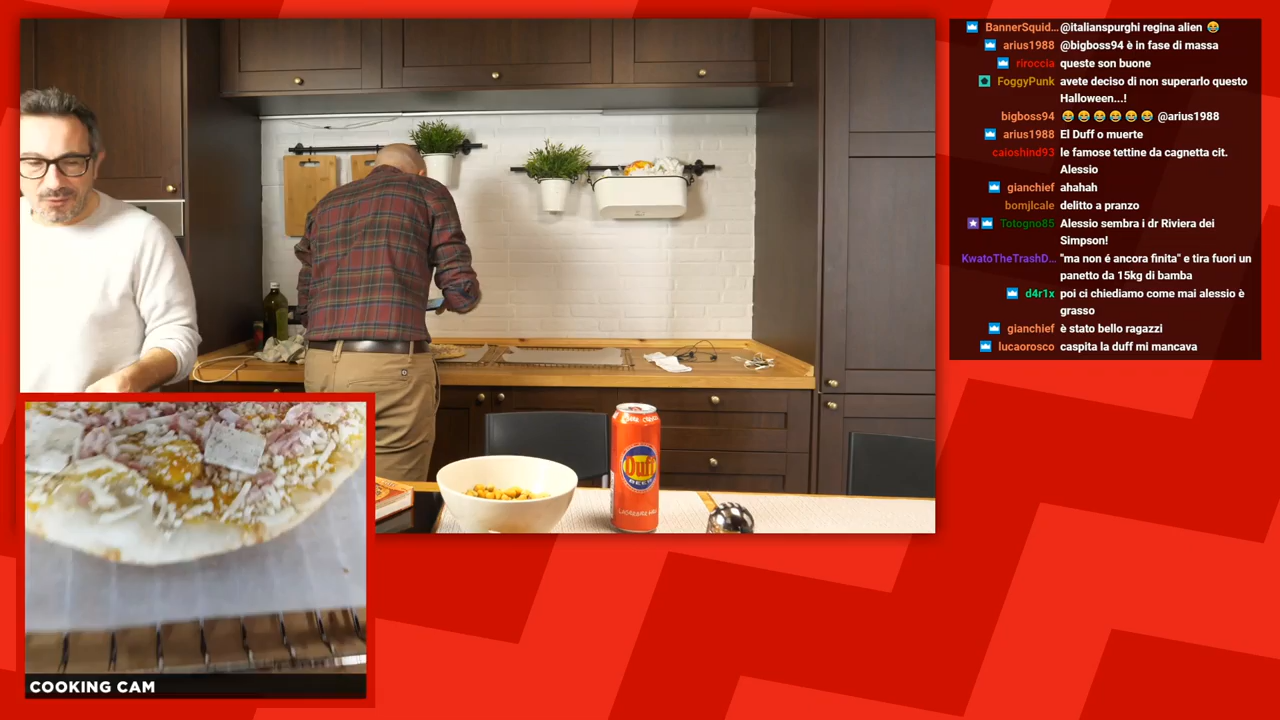 BannerSquid... @italianspurghi regina alien 😆
arius1988 @bigboss94 è in fase di massa
riroccia queste son buone
FoggyPunk avete deciso di non superarlo questo
Halloween...!
bigboss94 😂 😂 😂 😂 😂 😂 @arius1988
arius1988 El Duff o muerte
caioshind93 le famose tettine da cagnetta cit.
Alessio
gianchief ahahah
bomjlcale delitto a pranzo
Totogno85 Alessio sembra i dr Riviera dei
Simpson!
KwatoTheTrashD... "ma non é ancora finita" e tira fuori un
panetto da 15kg di bamba
d4r1x poi ci chiediamo come mai alessio è
grasso
gianchief è stato bello ragazzi
lucaorosco caspita la duff mi mancava
Duff
BEER
COOKING CAM